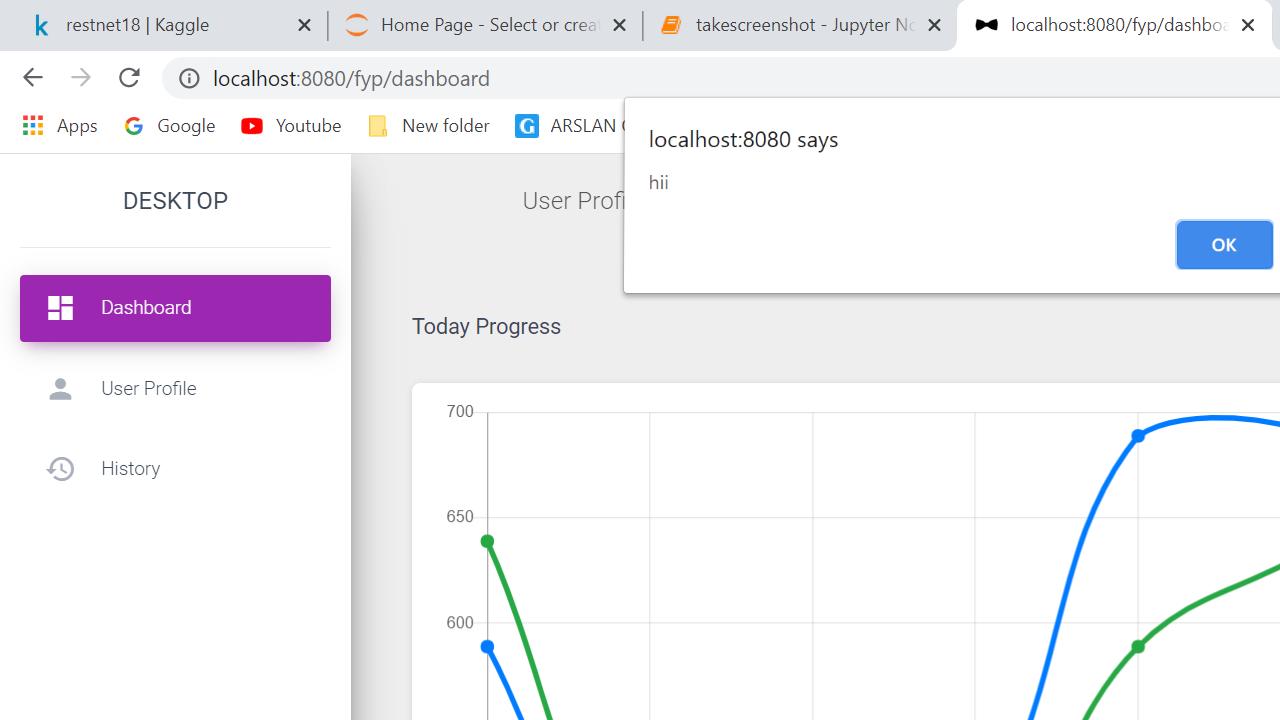 restnet18 | Kaggle
Home Page - Select or crea
takescreenshot - Jupyter No
localhost:8080/fyp/dashboa
localhost:8080/fyp/dashboard
Apps
Google
Youtube
New folder
ARSLAN
localhost:8080 says
hii
OK
DESKTOP
User Profi
Dashboard
User Profile
History
Today Progress
700
650
600